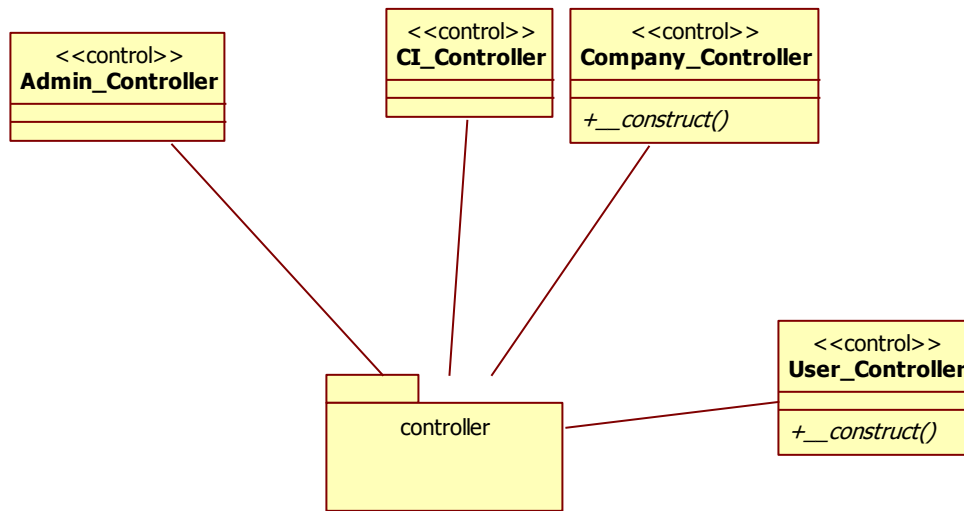 <<control>>
Admin_Controller
<<control>>
CI_Controller
<<control>>
Company_Controller
+__construct()
<<control>>
User_Controller
+__construct()
controller